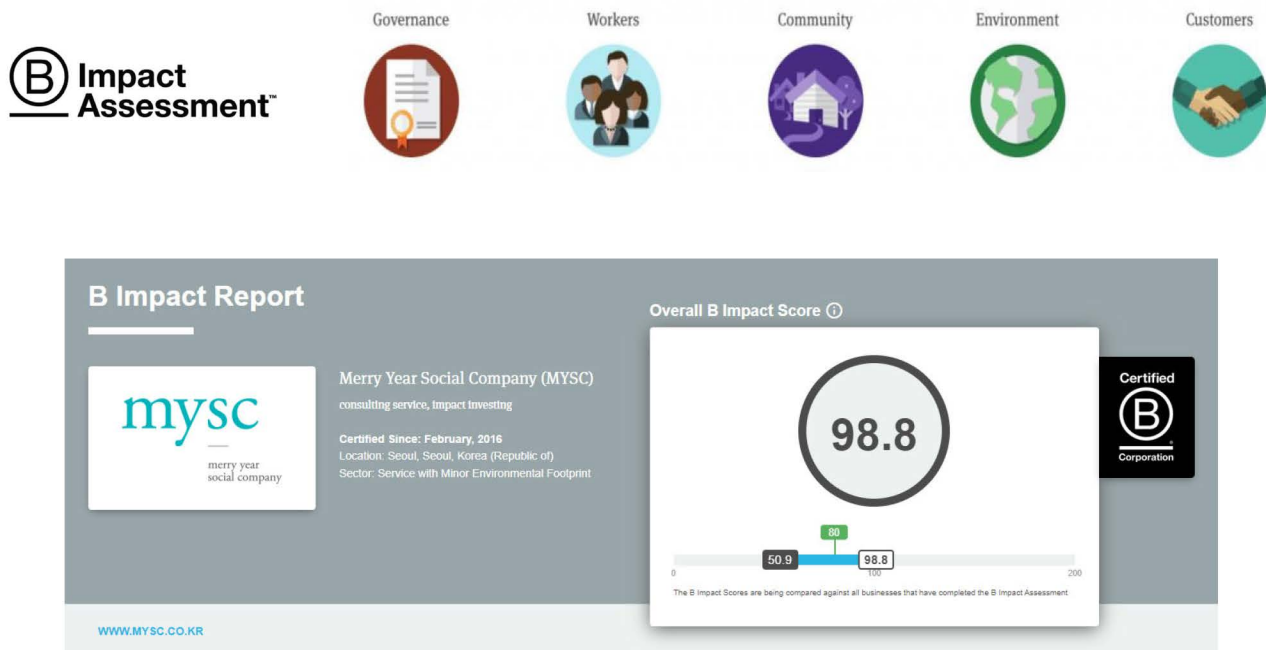 Governance
Workers
Community
Environment
Customers
B Impact
Assessment™
B Impact Report
Overall B Impact Score
mysc
merry year
social company
Merry Year Social Company (MYSC)
consulting service, impact investing
Certified Since: February, 2016
Location: Seoul, Seoul, Korea (Republic of)
Sector: Service with Minor Environmental Footprint
98.8
80
50.9
98.8
0
100
200
The B Impact Scores are being compared against all businesses that have completed the B Impact Assessment
Certified
B
®
Corporation
WWW.MYSC.CO.KR